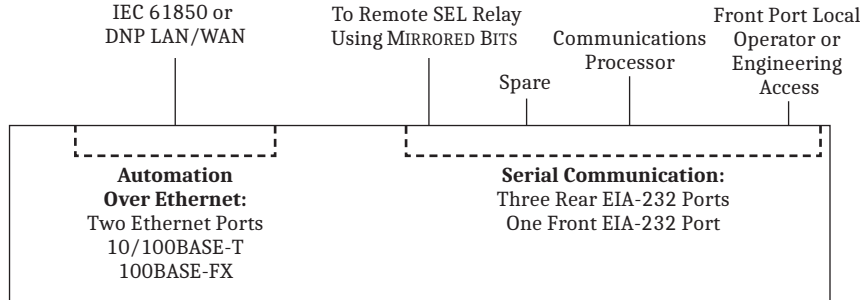 IEC 61850 or
DNP LAN/WAN
To Remote SEL Relay
Using MIRRORED BITS
Spare
Communications
Processor
Front Port Local
Operator or
Engineering
Access
Automation
Over Ethernet:
Two Ethernet Ports
10/100BASE-T
100BASE-FX
Serial Communication:
Three Rear EIA-232 Ports
One Front EIA-232 Port